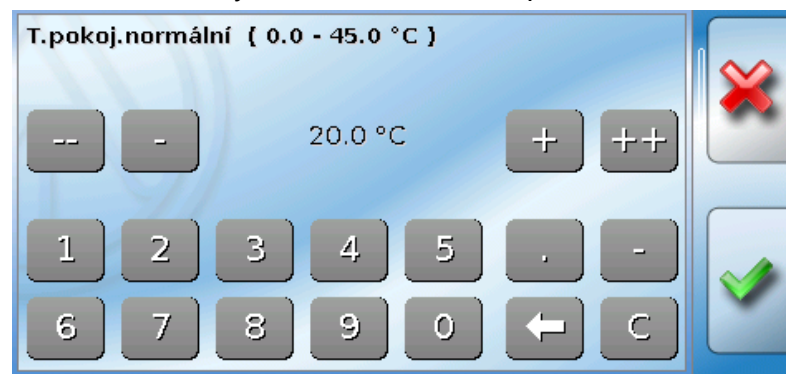 T.pokoj.normální { 0.0 - 45.0 °C }
-- - 20.0 °C + ++
1 2 3 4 5 . -
6 7 8 9 0 C